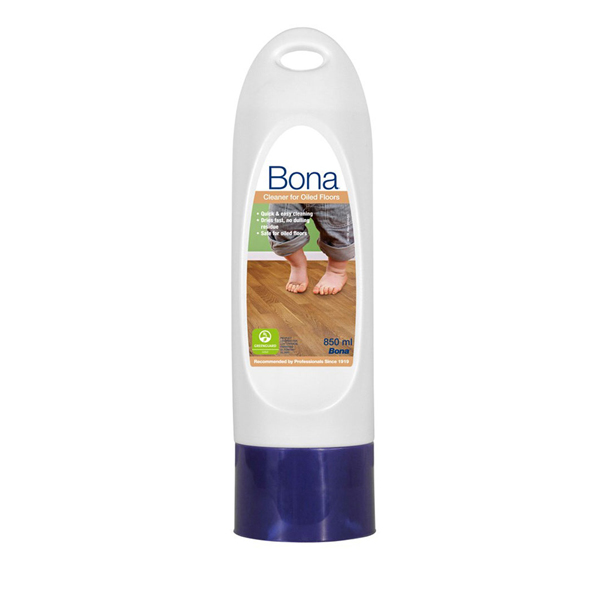 Bona
Cleaner for Oiled Floors
• Quick & easy cleaning
• Dries fast, no dulling
residue
• Safe for oiled floors
850 ml
GREENGUARD
Bona
Recommended by Professionals Since 1919